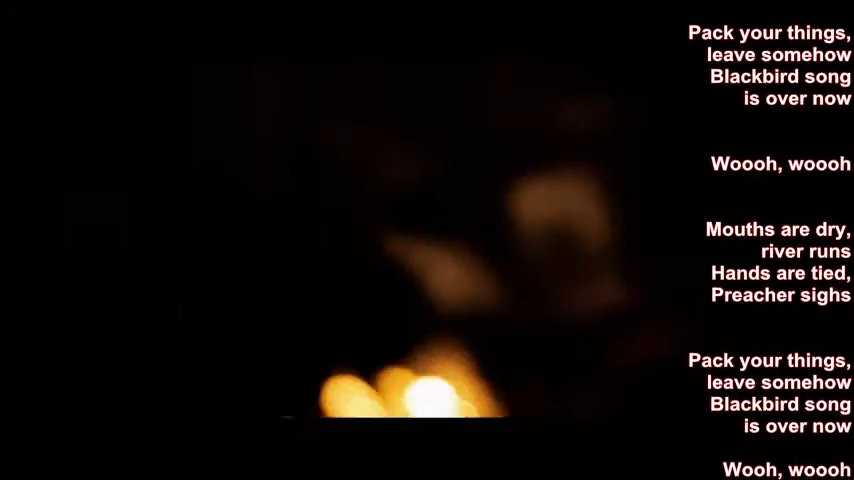 Pack your things,
leave somehow
Blackbird song
is over now
Woooh, woooh
Mouths are dry,
river runs
Hands are tied,
Preacher sighs
Pack your things,
leave somehow
Blackbird song
is over now
Wooh, woooh